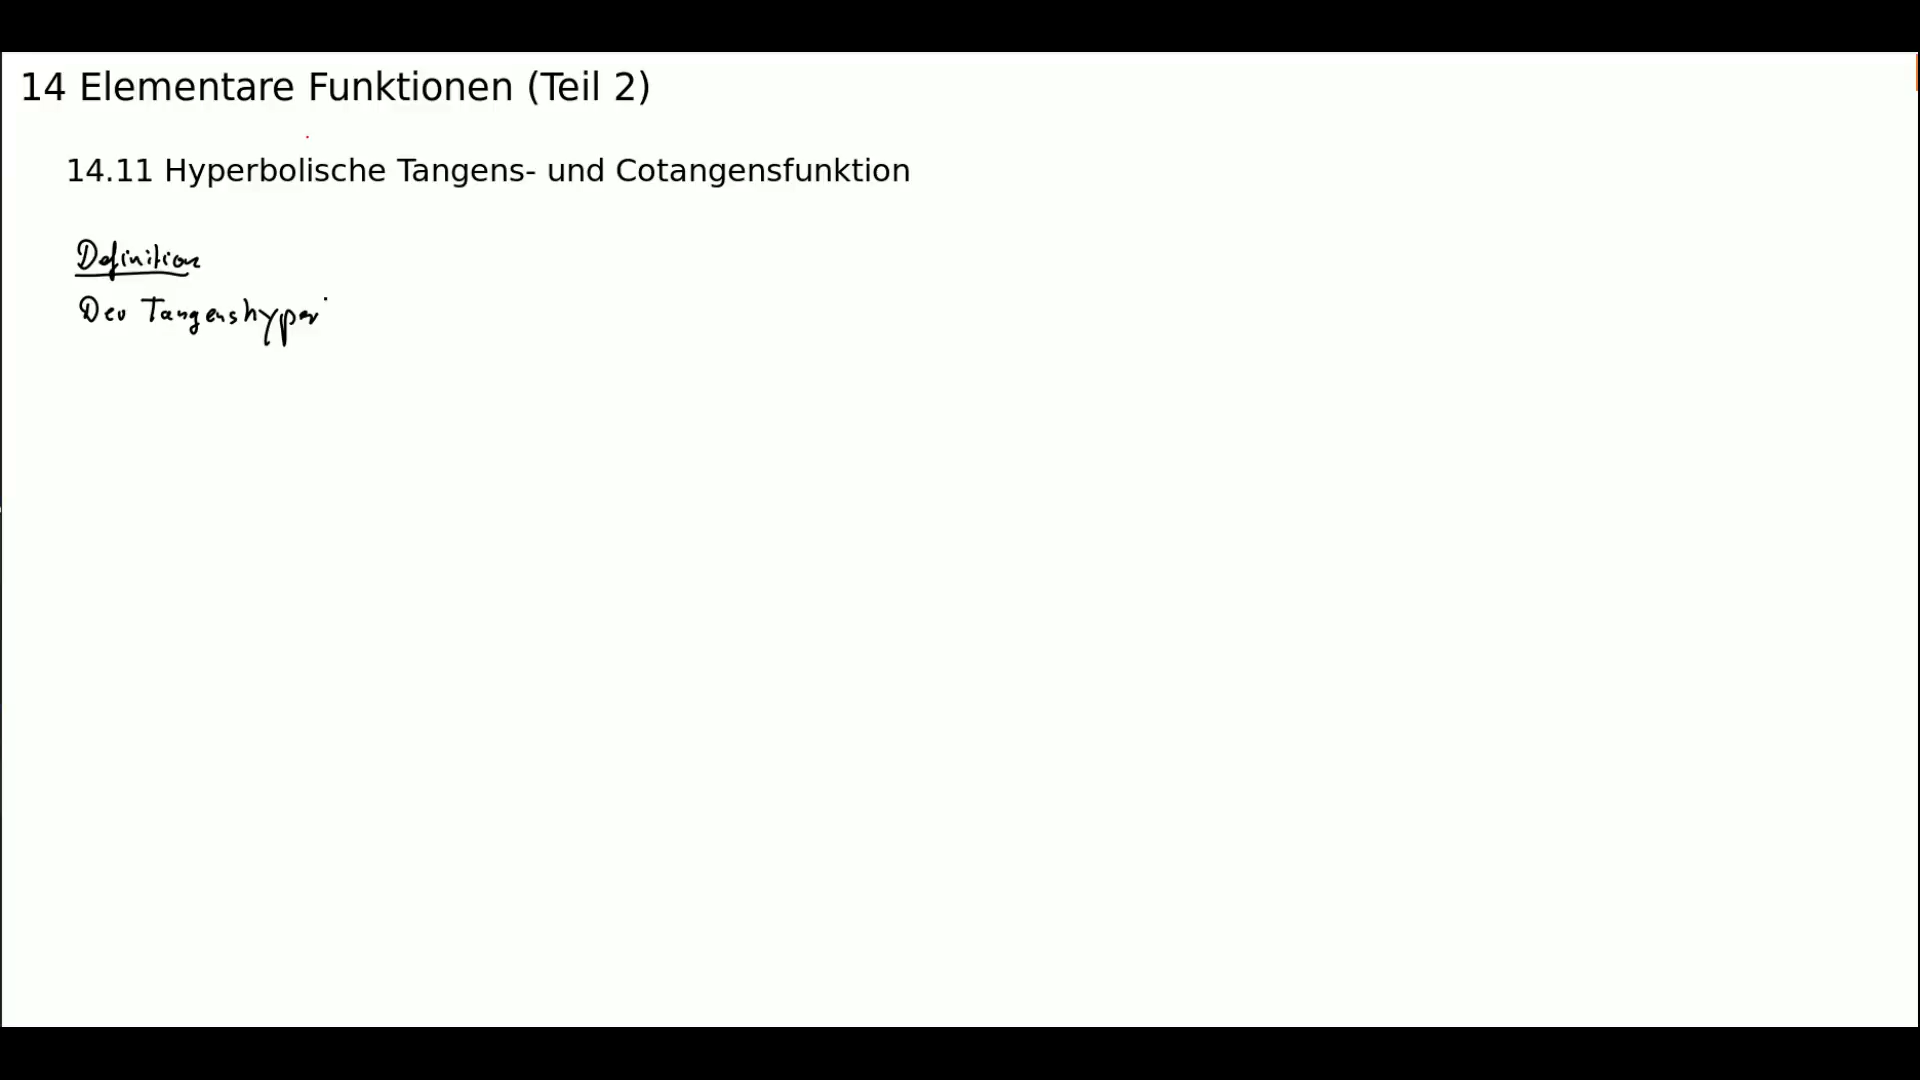 14 Elementare Funktionen (Teil 2)
14.11 Hyperbolische Tangens- und Cotangensfunktion
Definition
Der Tangenshyper